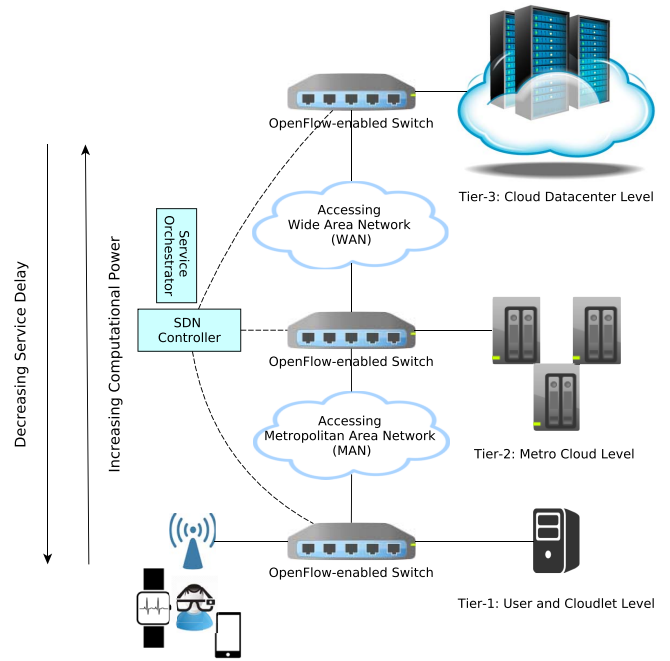 OpenFlow-enabled Switch
Tier-3: Cloud Datacenter Level
Accessing
Wide Area Network
(WAN)
Service
Orchestrator
SDN
Controller
Decreasing Service Delay
Increasing Computational Power
OpenFlow-enabled Switch
Accessing
Metropolitan Area Network
(MAN)
Tier-2: Metro Cloud Level
OpenFlow-enabled Switch
Tier-1: User and Cloudlet Level